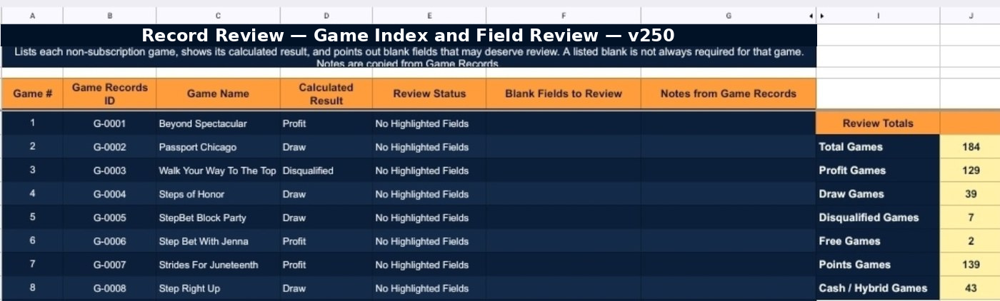 A B C D E F G I J
Record Review — Game Index and Field Review — v250
Lists each non-subscription game, shows its calculated result, and points out blank fields that may deserve review. A listed blank is not always required for that game.
Notes are copied from Game Records
Game # Game Records ID Game Name Calculated Result Review Status Blank Fields to Review Notes from Game Records
1 G-0001 Beyond Spectacular Profit No Highlighted Fields Review Totals
2 G-0002 Passport Chicago Draw No Highlighted Fields Total Games 184
3 G-0003 Walk Your Way To The Top Disqualified No Highlighted Fields Profit Games 129
4 G-0004 Steps of Honor Draw No Highlighted Fields Draw Games 39
5 G-0005 StepBet Block Party Draw No Highlighted Fields Disqualified Games 7
6 G-0006 Step Bet With Jenna Profit No Highlighted Fields Free Games 2
7 G-0007 Strides For Juneteenth Profit No Highlighted Fields Points Games 139
8 G-0008 Step Right Up Draw No Highlighted Fields Cash / Hybrid Games 43